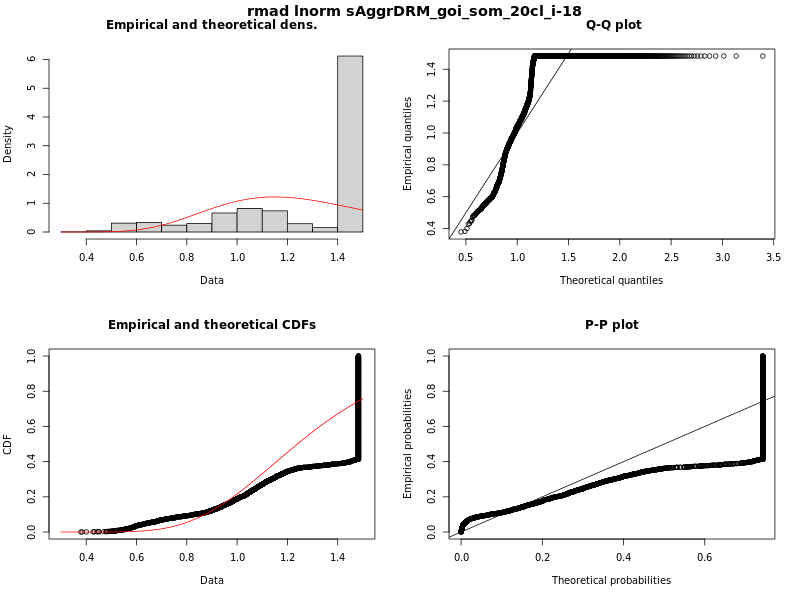 rmad lnorm sAggrDRM_goi_som_20cl_i-18
Empirical and theoretical dens.
Density
0 1 2 3 4 5 6
0.4 0.6 0.8 1.0 1.2 1.4
Data
Q-Q plot
Empirical quantiles
0.4 0.6 0.8 1.0 1.2 1.4
0.5 1.0 1.5 2.0 2.5 3.0 3.5
Theoretical quantiles
Empirical and theoretical CDFs
CDF
0.0 0.2 0.4 0.6 0.8 1.0
0.4 0.6 0.8 1.0 1.2 1.4
Data
P-P plot
Empirical probabilities
0.0 0.2 0.4 0.6 0.8 1.0
0.0 0.2 0.4 0.6
Theoretical probabilities